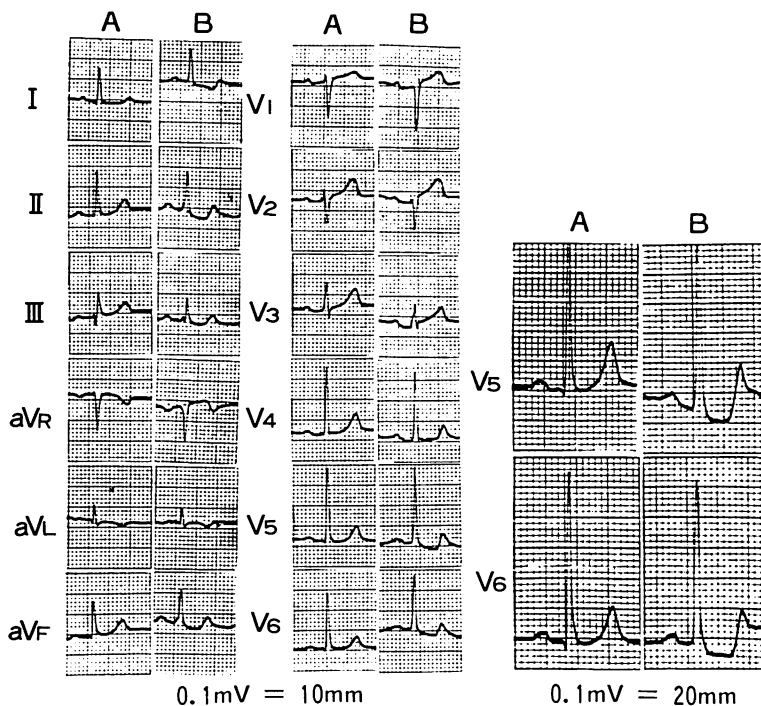 A B A B
I V1
II V2
A B
III V3
aVR V4 V5
aVL V5
aVF V6 V6
0.1mV = 10mm 0.1mV = 20mm